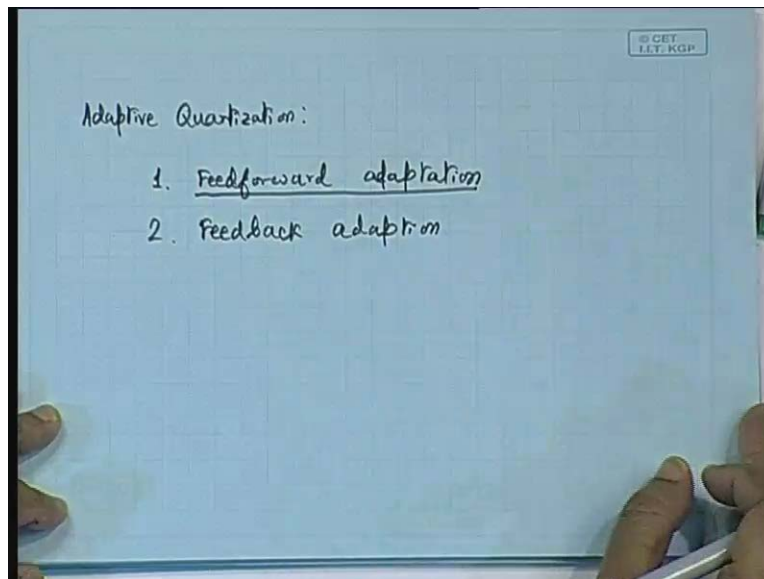 © CET
I.I.T. KGP
Adaptive Quantization:
1. Feedforward adaptation
2. Feedback adaption